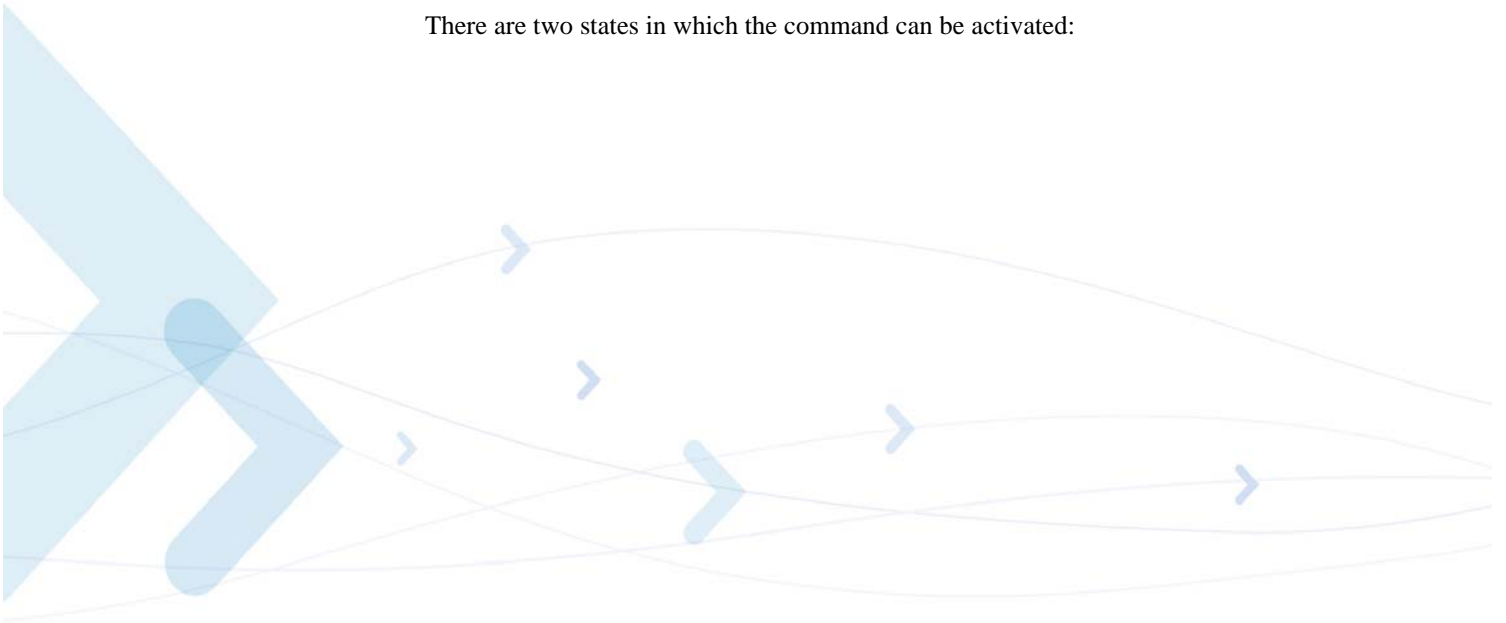 There are two states in which the command can be activated: